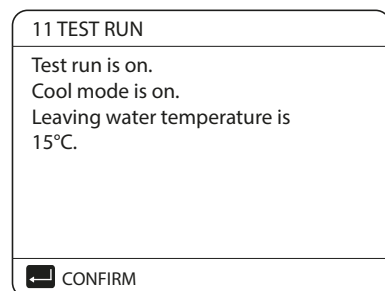 11 TEST RUN
Test run is on.
Cool mode is on.
Leaving water temperature is
15°C.
CONFIRM